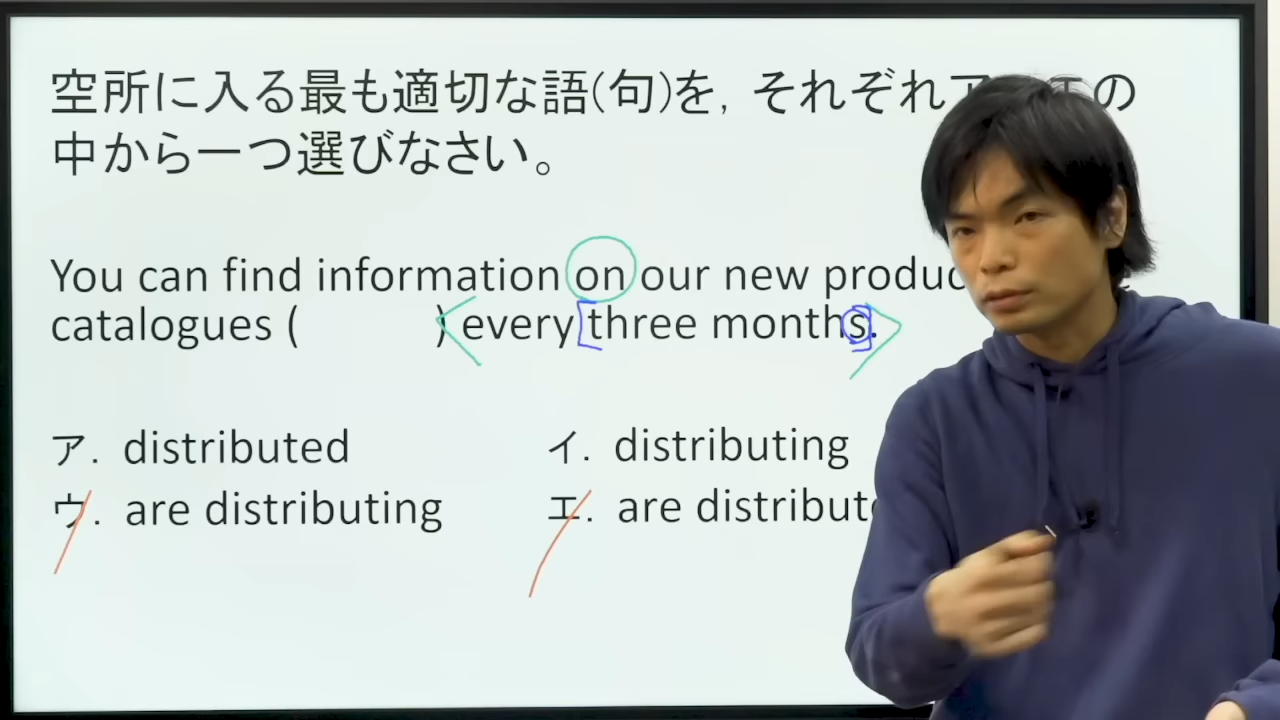 空所に入る最も適切な語(句)を，それぞれア エの
中から一つ選びなさい。
You can find information on our new
catalogues ( ) every three months.
ア. distributed イ. distributing
ウ. are distributing エ. are